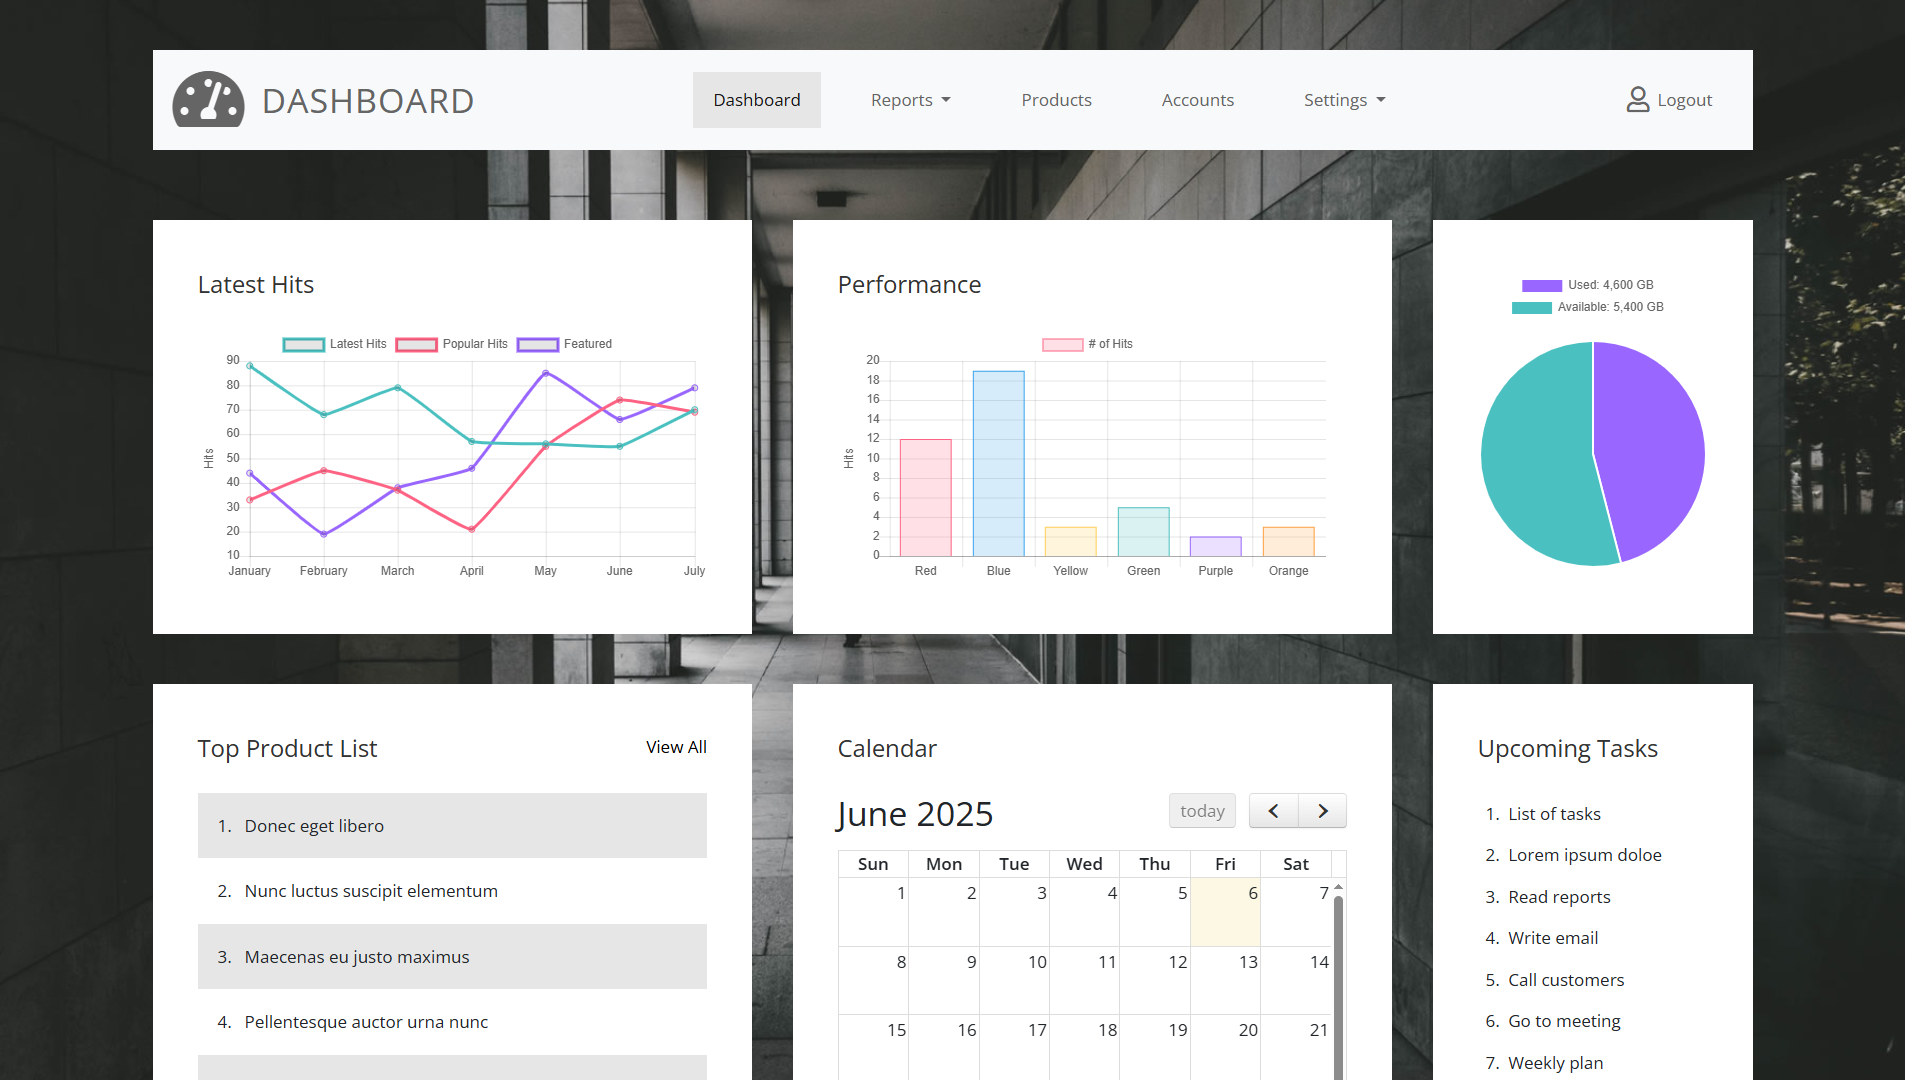 DASHBOARD
Dashboard
Reports
Products
Accounts
Settings
Logout
Latest Hits
Latest Hits Popular Hits Featured
90
80
70
60
50
40
30
20
10
Hits
January February March April May June July
Performance
# of Hits
20
18
16
14
12
10
8
6
4
2
0
Hits
Red Blue Yellow Green Purple Orange
Used: 4,600 GB
Available: 5,400 GB
Top Product List
View All
1. Donec eget libero
2. Nunc luctus suscipit elementum
3. Maecenas eu justo maximus
4. Pellentesque auctor urna nunc
Calendar
June 2025
today
Sun Mon Tue Wed Thu Fri Sat
1 2 3 4 5 6 7
8 9 10 11 12 13 14
15 16 17 18 19 20 21
Upcoming Tasks
1. List of tasks
2. Lorem ipsum doloe
3. Read reports
4. Write email
5. Call customers
6. Go to meeting
7. Weekly plan